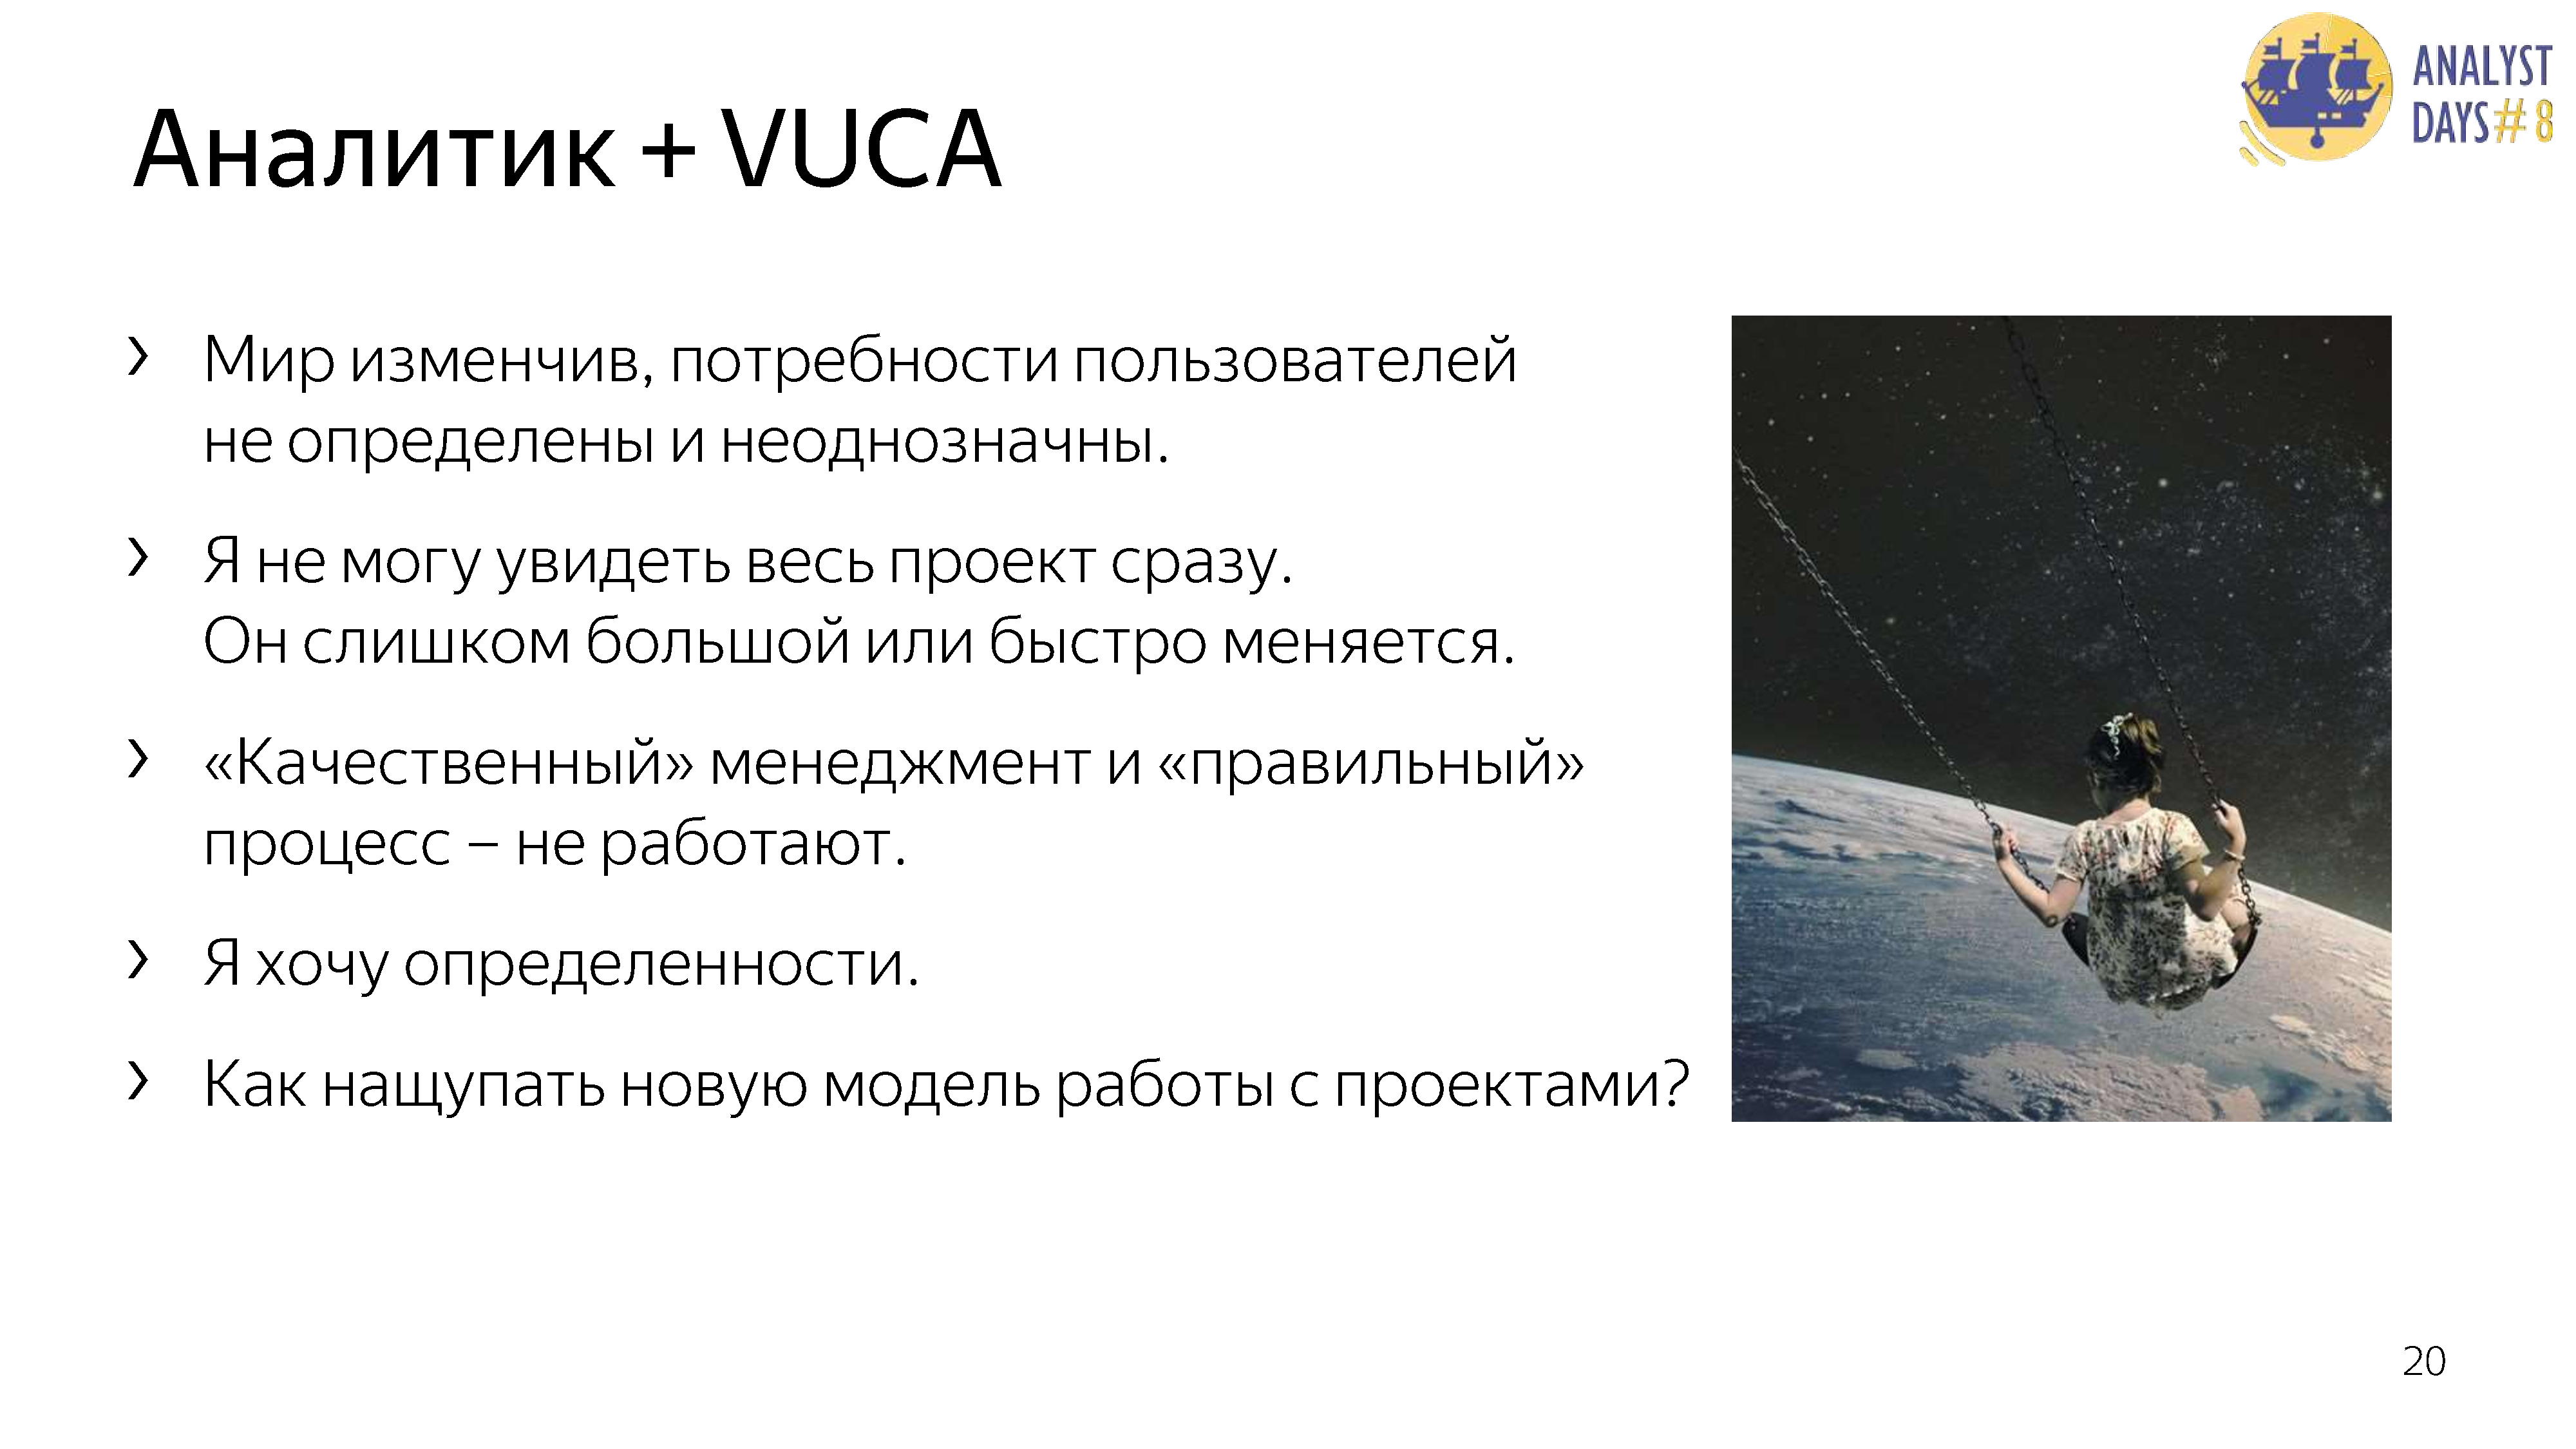 ANALYST
DAYS#8
Аналитик + VUCA
› Мир изменчив, потребности пользователей
не определены и неоднозначны.
› Я не могу увидеть весь проект сразу.
Он слишком большой или быстро меняется.
› «Качественный» менеджмент и «правильный»
процесс – не работают.
› Я хочу определенности.
› Как нащупать новую модель работы с проектами?
20